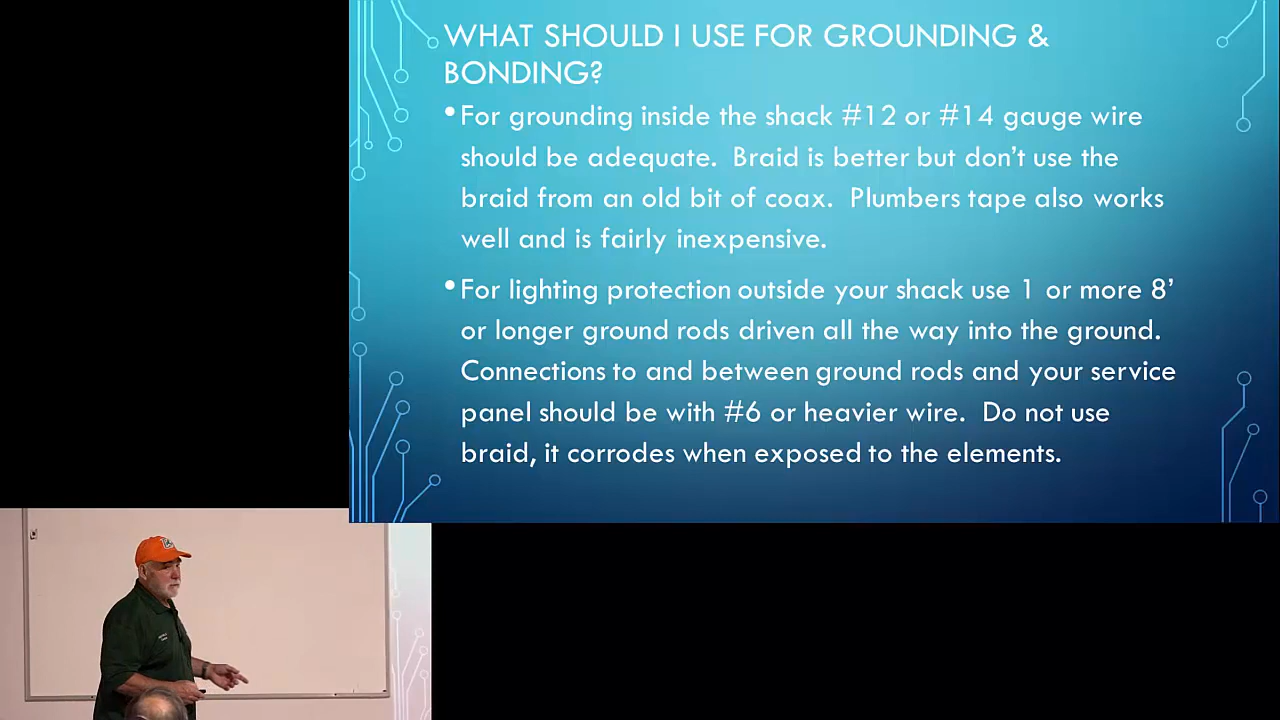 WHAT SHOULD I USE FOR GROUNDING &
BONDING?
•For grounding inside the shack #12 or #14 gauge wire
should be adequate.  Braid is better but don’t use the
braid from an old bit of coax.  Plumbers tape also works
well and is fairly inexpensive.
•For lighting protection outside your shack use 1 or more 8’
or longer ground rods driven all the way into the ground.
Connections to and between ground rods and your service
panel should be with #6 or heavier wire.  Do not use
braid, it corrodes when exposed to the elements.